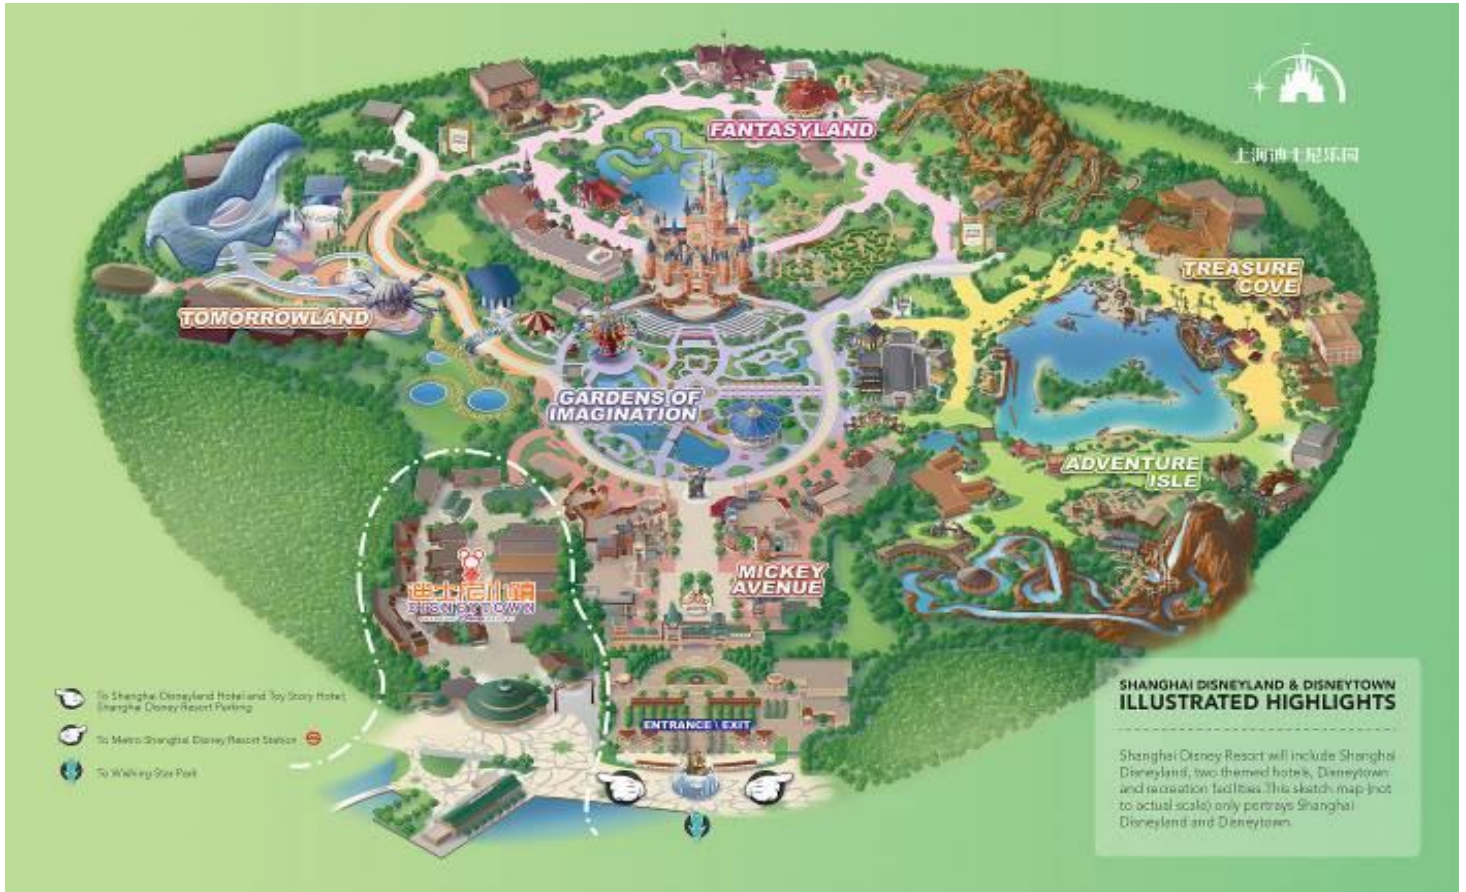 上海迪士尼乐园
FANTASYLAND
TREASURE
COVE
TOMORROWLAND
GARDENS OF
IMAGINATION
ADVENTURE
ISLE
MICKEY
AVENUE
迪士尼小镇
DISNEYTOWN
ENTRANCE \ EXIT
To Shanghai Disneyland Hotel and Toy Story Hotel,
Shanghai Disney Resort Parking
To Metro Shanghai Disney Resort Station
To Wishing Star Park
SHANGHAI DISNEYLAND & DISNEYTOWN
ILLUSTRATED HIGHLIGHTS
Shanghai Disney Resort will include Shanghai
Disneyland, two themed hotels, Disneytown
and recreation facilities. This sketch map (not
to actual scale) only portrays Shanghai
Disneyland and Disneytown.